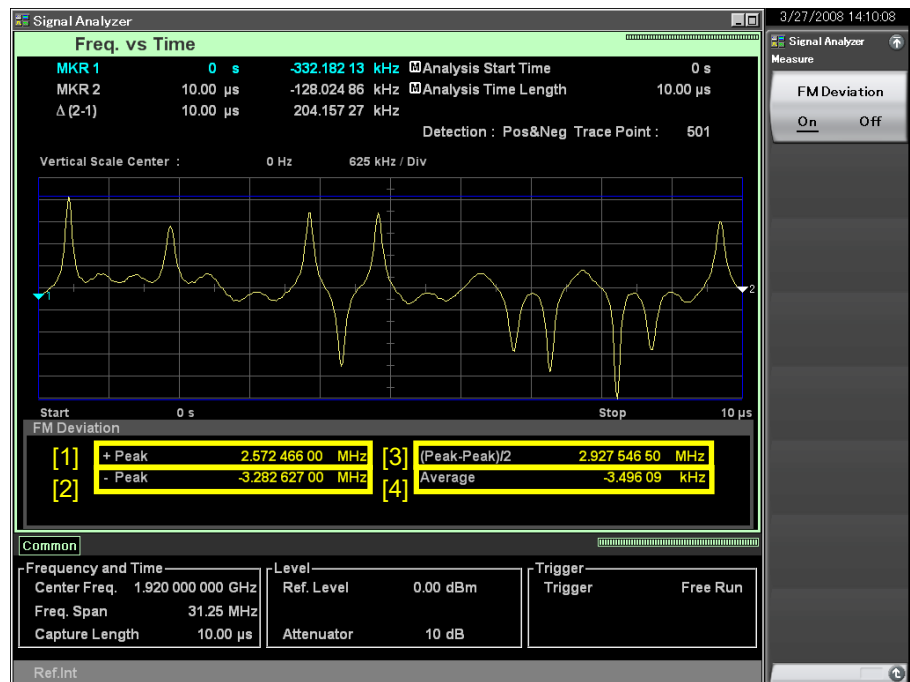 Signal Analyzer
Freq. vs Time
MKR 1 0 s -332.182 13 kHz M Analysis Start Time 0 s
MKR 2 10.00 µs -128.024 86 kHz M Analysis Time Length 10.00 µs
Δ (2-1) 10.00 µs 204.157 27 kHz
Detection : Pos&Neg Trace Point : 501
Vertical Scale Center : 0 Hz 625 kHz / Div
1
2
Start 0 s Stop 10 µs
FM Deviation
[1] + Peak 2.572 466 00 MHz [3] (Peak-Peak)/2 2.927 546 50 MHz
[2] - Peak -3.282 627 00 MHz [4] Average -3.496 09 kHz
Common
Frequency and Time
Center Freq. 1.920 000 000 GHz
Freq. Span 31.25 MHz
Capture Length 10.00 µs
Level
Ref. Level 0.00 dBm
Attenuator 10 dB
Trigger
Trigger Free Run
Ref.Int
3/27/2008 14:10:08
Signal Analyzer
Measure
FM Deviation
On Off